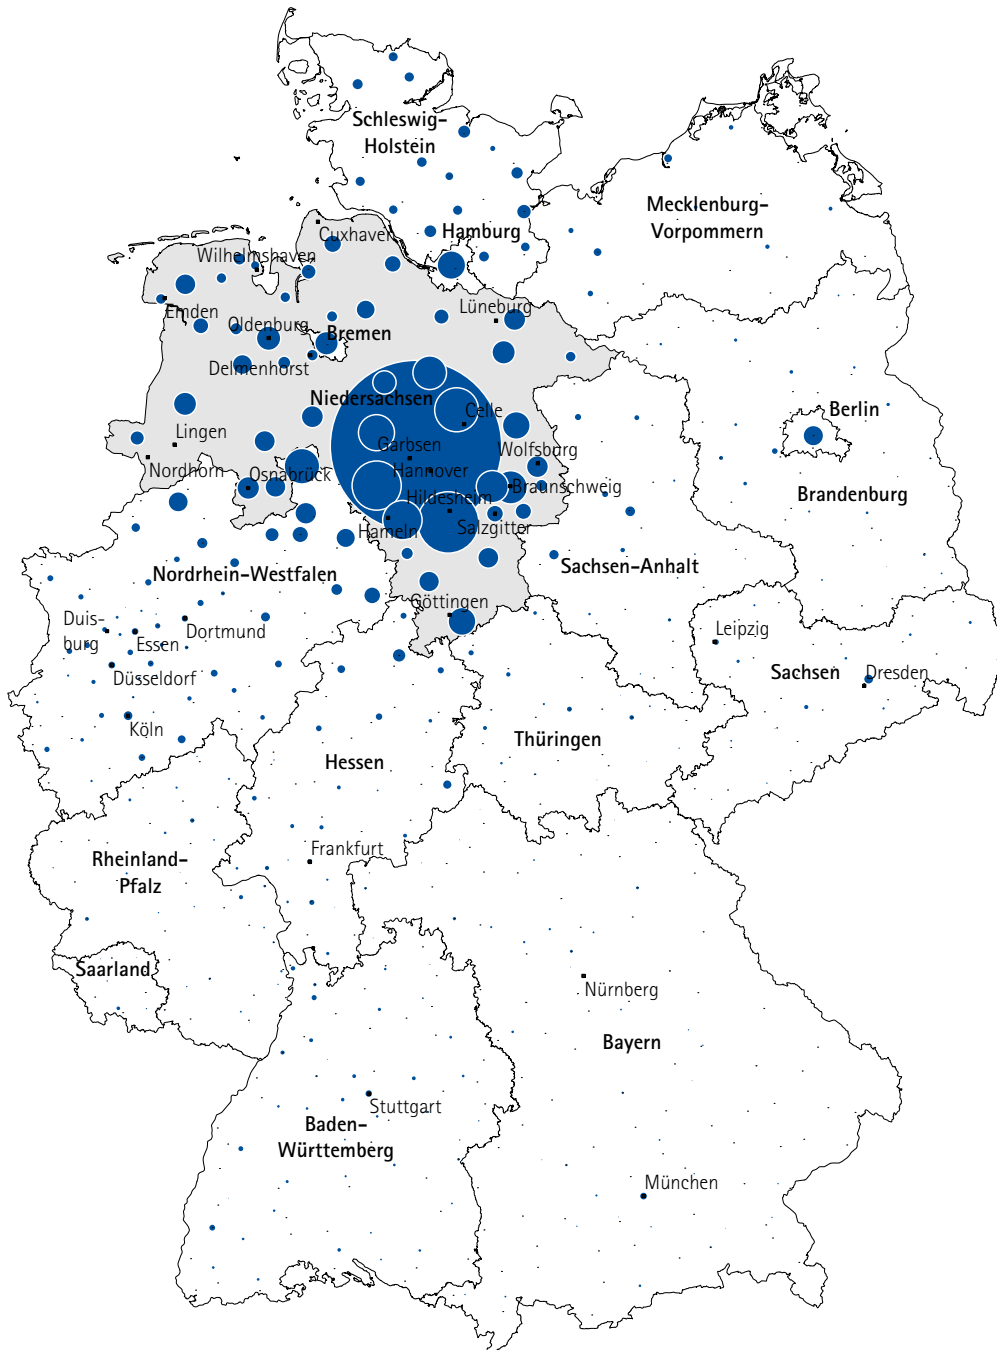 Schleswig-
Holstein
Mecklenburg-
Vorpommern
Cuxhaven
Hamburg
Wilhelmshaven
Emden
Lüneburg
Oldenburg
Bremen
Delmenhorst
Niedersachsen
Celle
Berlin
Lingen
Garbsen
Wolfsburg
Nordhorn
Osnabrück
Hannover
Braunschweig
Brandenburg
Hildesheim
Hameln
Salzgitter
Sachsen-Anhalt
Nordrhein-Westfalen
Göttingen
Duis-
burg
Essen
Dortmund
Leipzig
Düsseldorf
Sachsen
Dresden
Köln
Thüringen
Hessen
Frankfurt
Rheinland-
Pfalz
Saarland
Nürnberg
Bayern
Stuttgart
Baden-
Württemberg
München